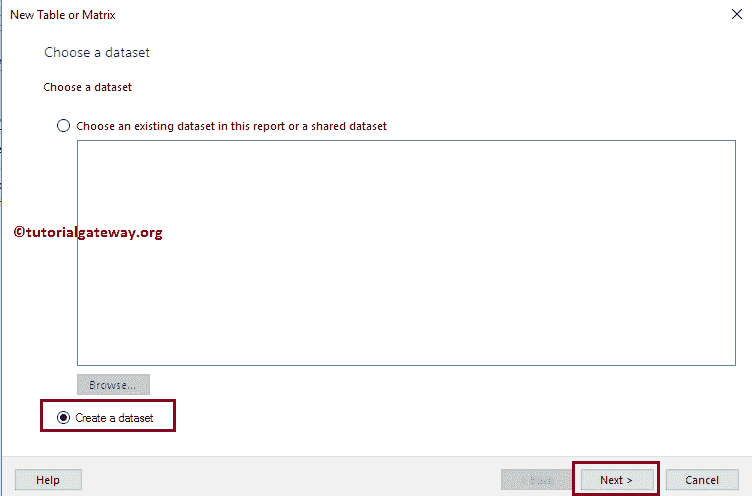 New Table or Matrix
Choose a dataset
Choose a dataset
Choose an existing dataset in this report or a shared dataset
©tutorialgateway.org
Browse...
Create a dataset
Help
Next >
Cancel